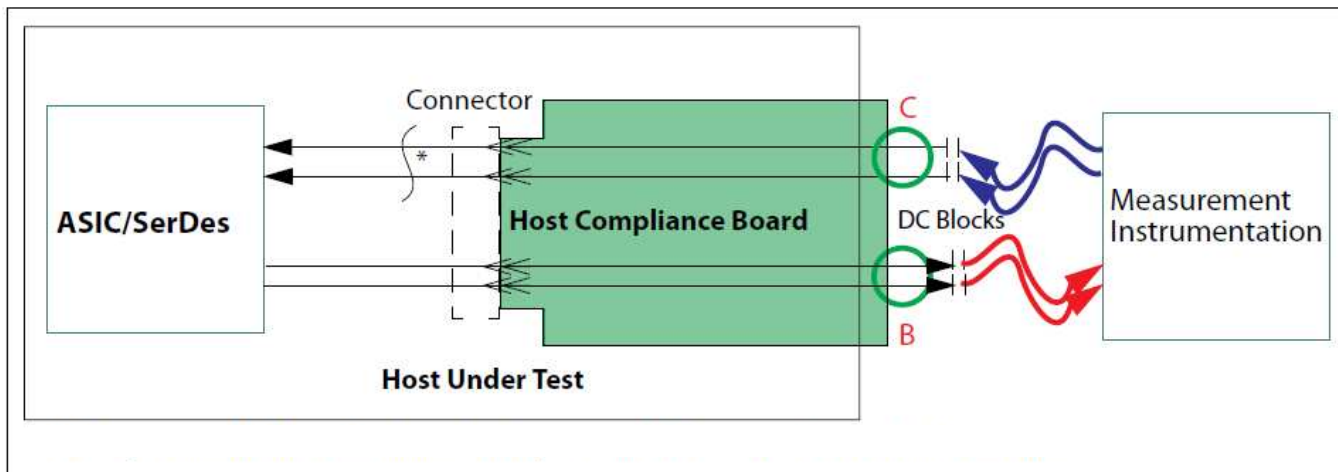 Connector
*
C
ASIC/SerDes
Host Compliance Board
DC Blocks
Measurement
Instrumentation
B
Host Under Test